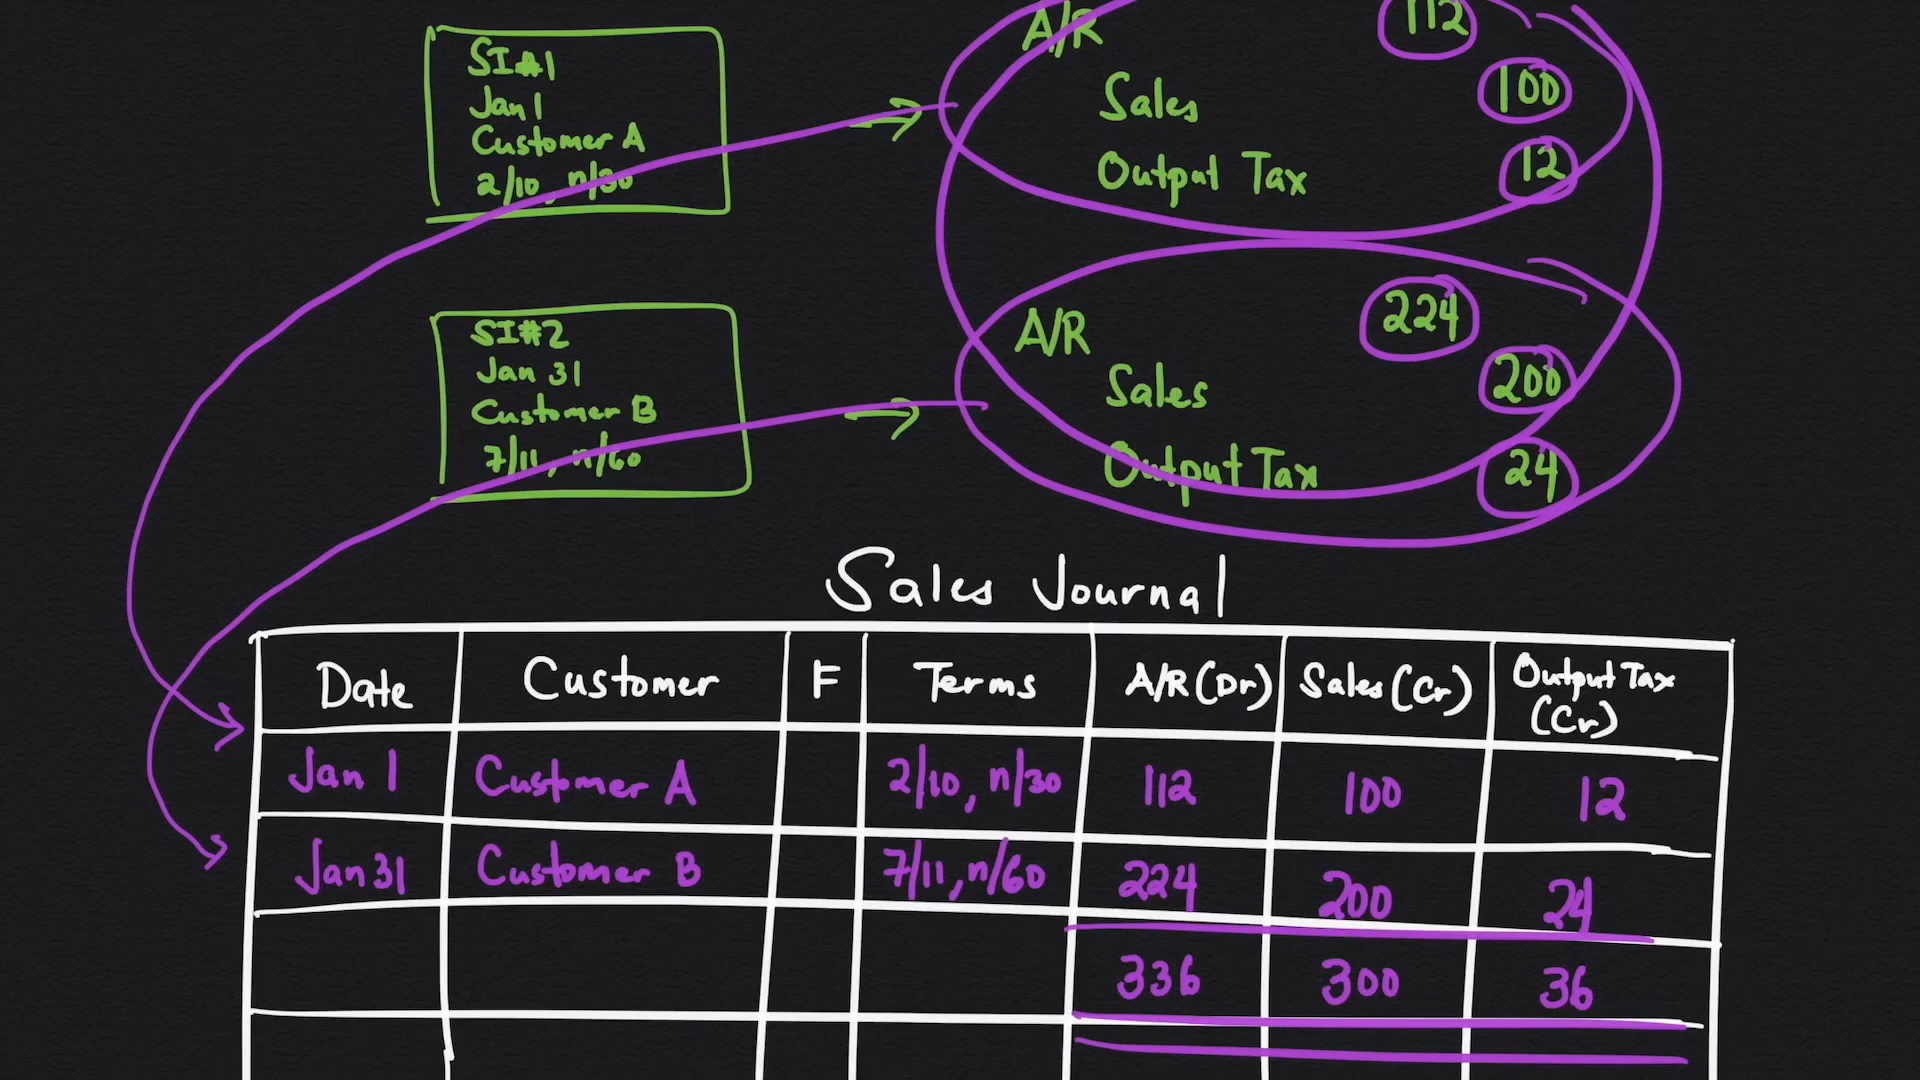 SI#1
Jan 1
Customer A
2/10, n/30
A/R 112
Sales 100
Output Tax 12
SI#2
Jan 31
Customer B
7/11, n/60
A/R 224
Sales 200
Output Tax 24
Sales Journal
Date Customer F Terms A/R (Dr) Sales (Cr) Output Tax (Cr)
Jan 1 Customer A 2/10, n/30 112 100 12
Jan 31 Customer B 7/11, n/60 224 200 24
336 300 36